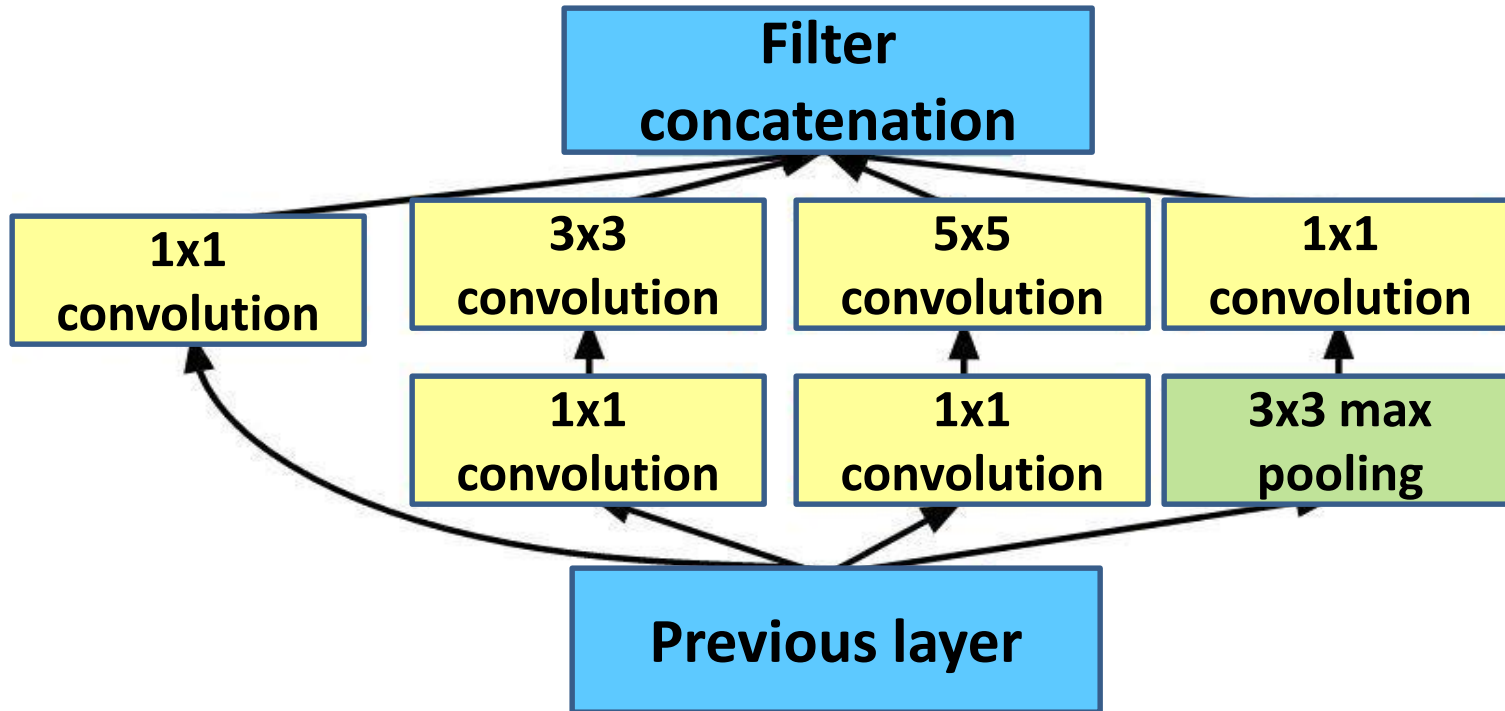 Filter
concatenation
1x1
convolution
3x3
convolution
5x5
convolution
1x1
convolution
1x1
convolution
1x1
convolution
3x3 max
pooling
Previous layer